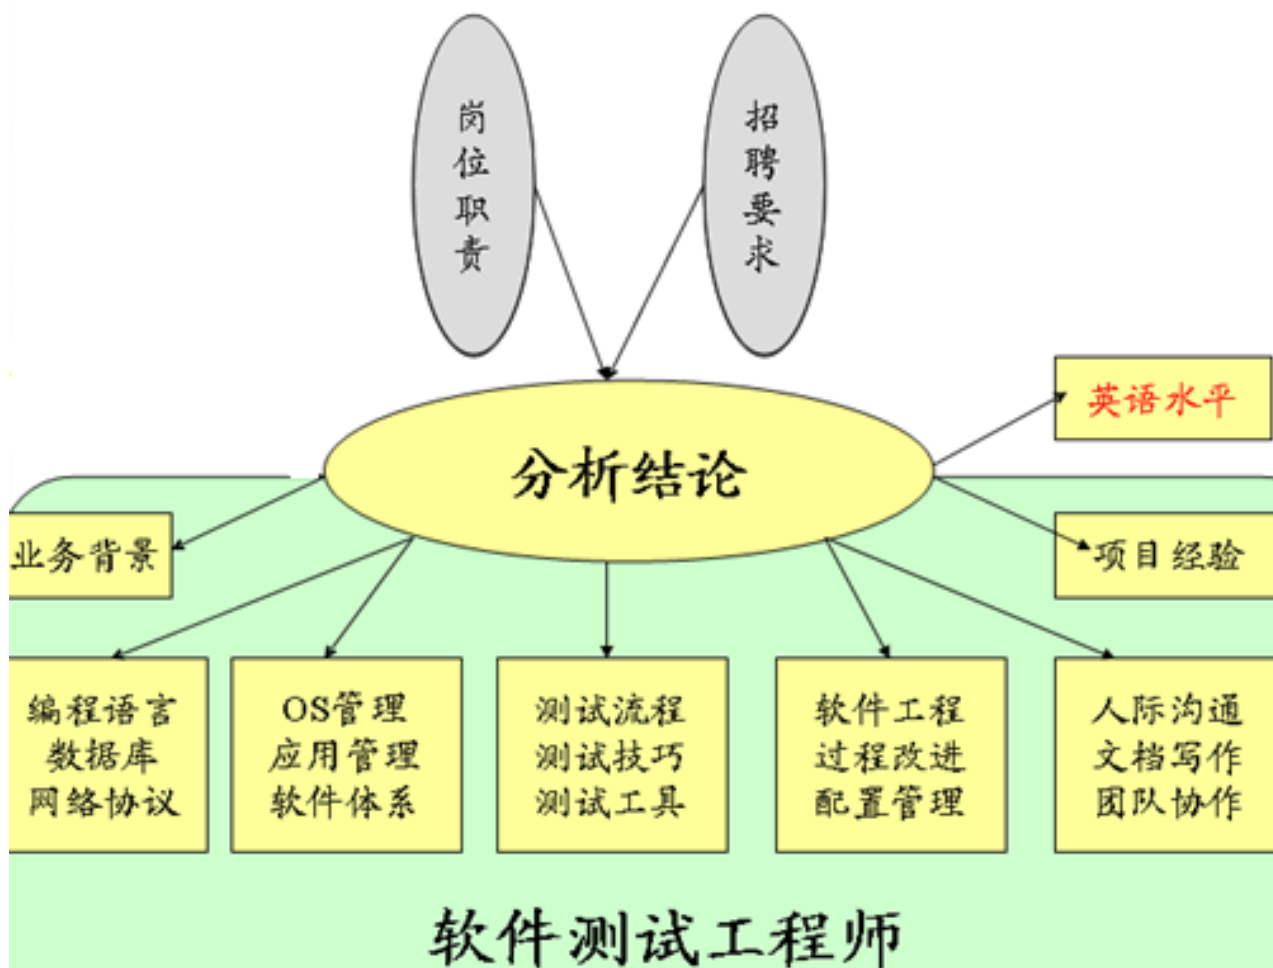 岗位职责
招聘要求
英语水平
分析结论
业务背景
项目经验
编程语言
数据库
网络协议
OS管理
应用管理
软件体系
测试流程
测试技巧
测试工具
软件工程
过程改进
配置管理
人际沟通
文档写作
团队协作
软件测试工程师